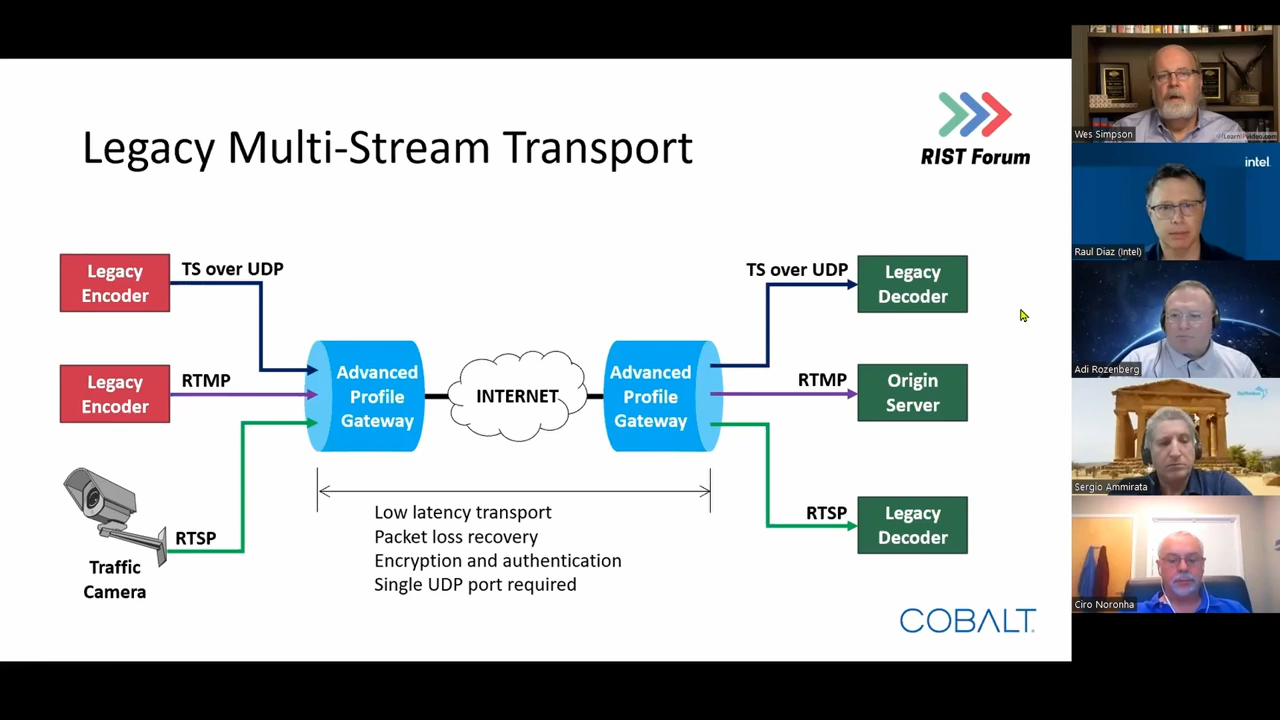 Legacy Multi-Stream Transport
RIST Forum
Legacy
Encoder
TS over UDP
Legacy
Encoder
RTMP
Traffic
Camera
RTSP
Advanced
Profile
Gateway
INTERNET
Advanced
Profile
Gateway
TS over UDP
Legacy
Decoder
RTMP
Origin
Server
RTSP
Legacy
Decoder
Low latency transport
Packet loss recovery
Encryption and authentication
Single UDP port required
COBALT
Wes Simpson
LearnIPvideo.com
intel
Raul Diaz (Intel)
Adi Rozenberg
Sergio Ammirata
Ciro Noronha